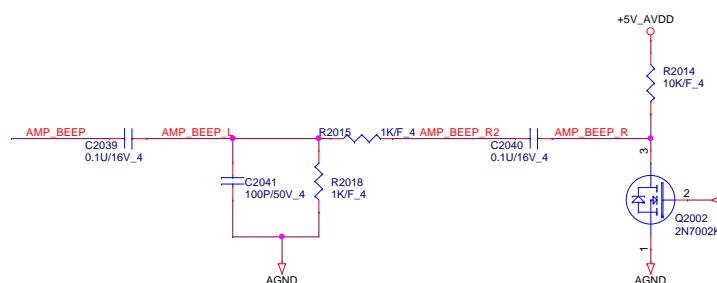 +5V_AVDD
R2014
10K/F_4
AMP_BEEP
AMP_BEEP_L
R2015
1K/F_4
AMP_BEEP_R2
AMP_BEEP_R
C2039
0.1U/16V_4
C2040
0.1U/16V_4
3
C2041
100P/50V_4
R2018
1K/F_4
2
Q2002
2N7002K
1
AGND
AGND